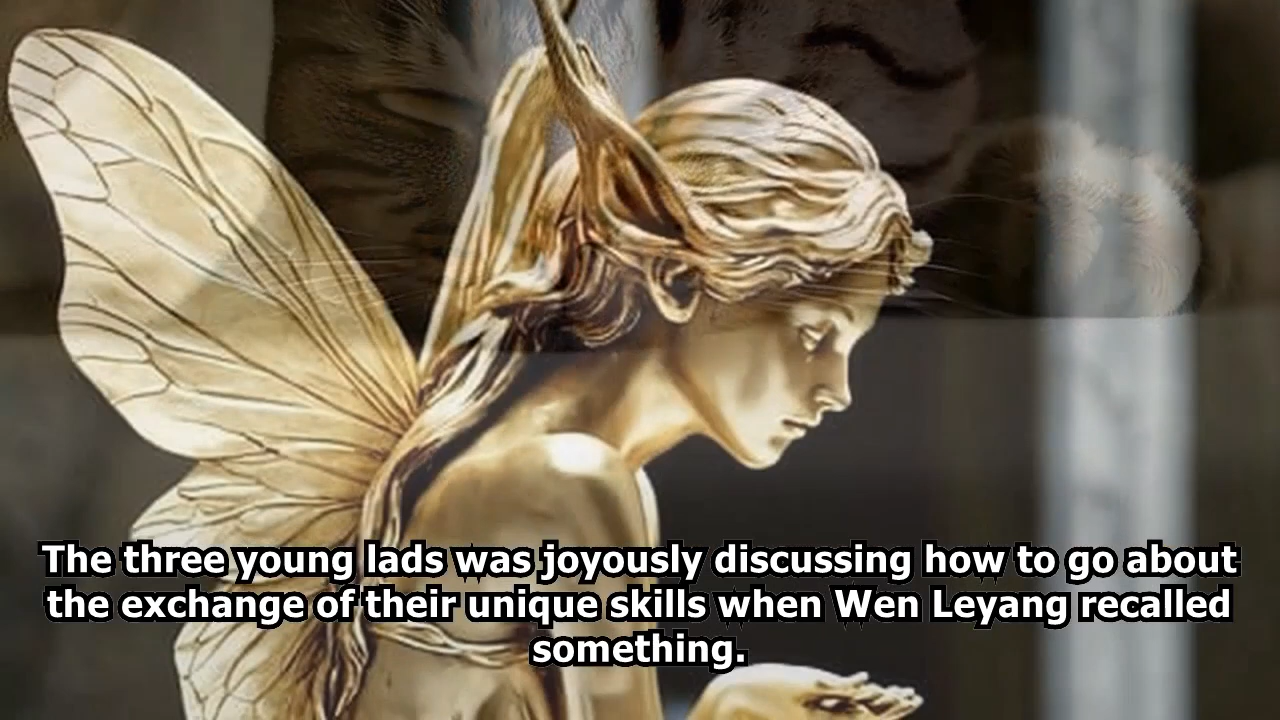 The three young lads was joyously discussing how to go about
the exchange of their unique skills when Wen Leyang recalled
something.